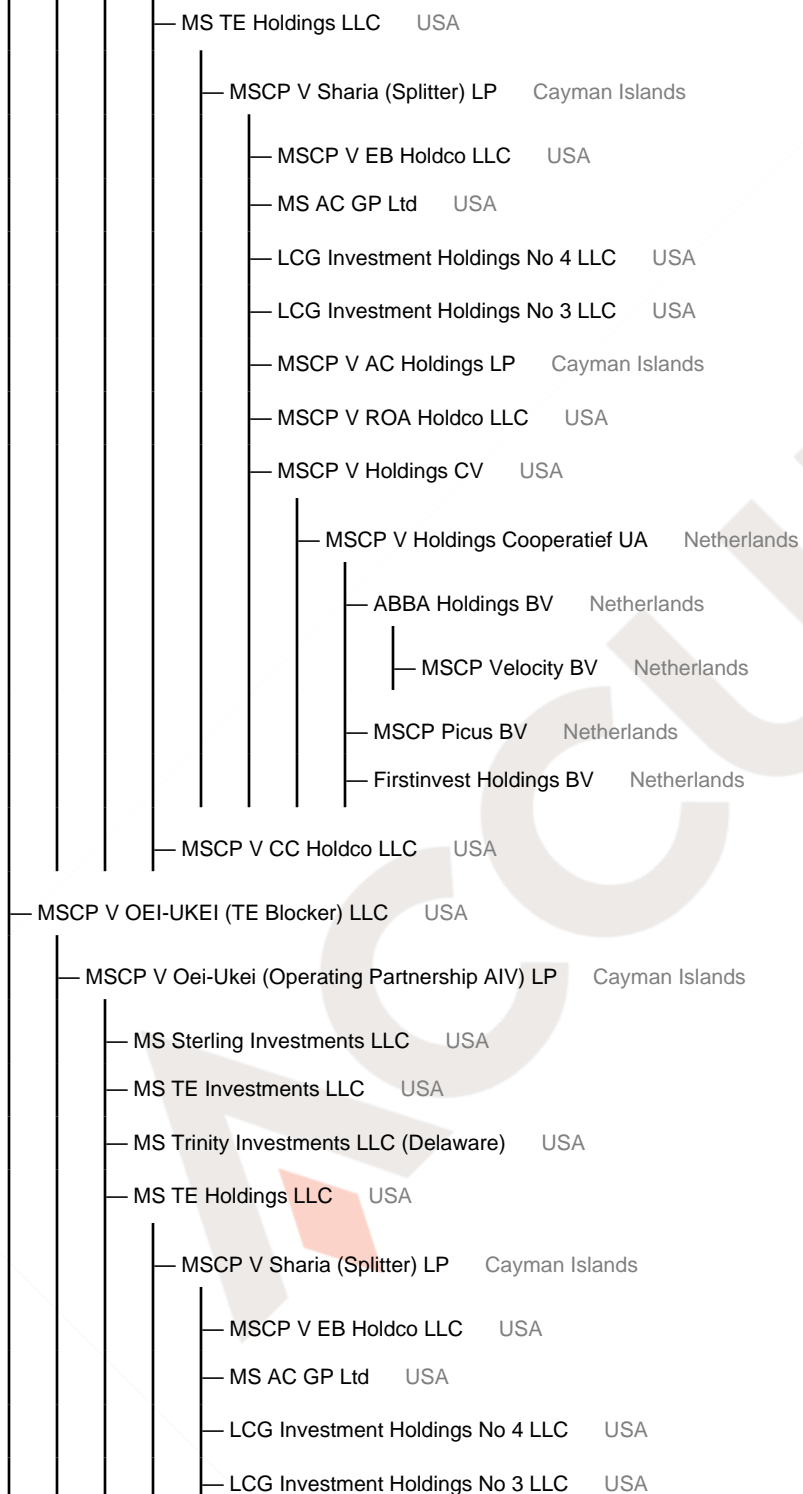 MS TE Holdings LLC USA
MSCP V Sharia (Splitter) LP Cayman Islands
MSCP V EB Holdco LLC USA
MS AC GP Ltd USA
LCG Investment Holdings No 4 LLC USA
LCG Investment Holdings No 3 LLC USA
MSCP V AC Holdings LP Cayman Islands
MSCP V ROA Holdco LLC USA
MSCP V Holdings CV USA
MSCP V Holdings Cooperatief UA Netherlands
ABBA Holdings BV Netherlands
MSCP Velocity BV Netherlands
MSCP Picus BV Netherlands
Firstinvest Holdings BV Netherlands
MSCP V CC Holdco LLC USA
MSCP V OEI-UKEI (TE Blocker) LLC USA
MSCP V Oei-Ukei (Operating Partnership AIV) LP Cayman Islands
MS Sterling Investments LLC USA
MS TE Investments LLC USA
MS Trinity Investments LLC (Delaware) USA
MS TE Holdings LLC USA
MSCP V Sharia (Splitter) LP Cayman Islands
MSCP V EB Holdco LLC USA
MS AC GP Ltd USA
LCG Investment Holdings No 4 LLC USA
LCG Investment Holdings No 3 LLC USA